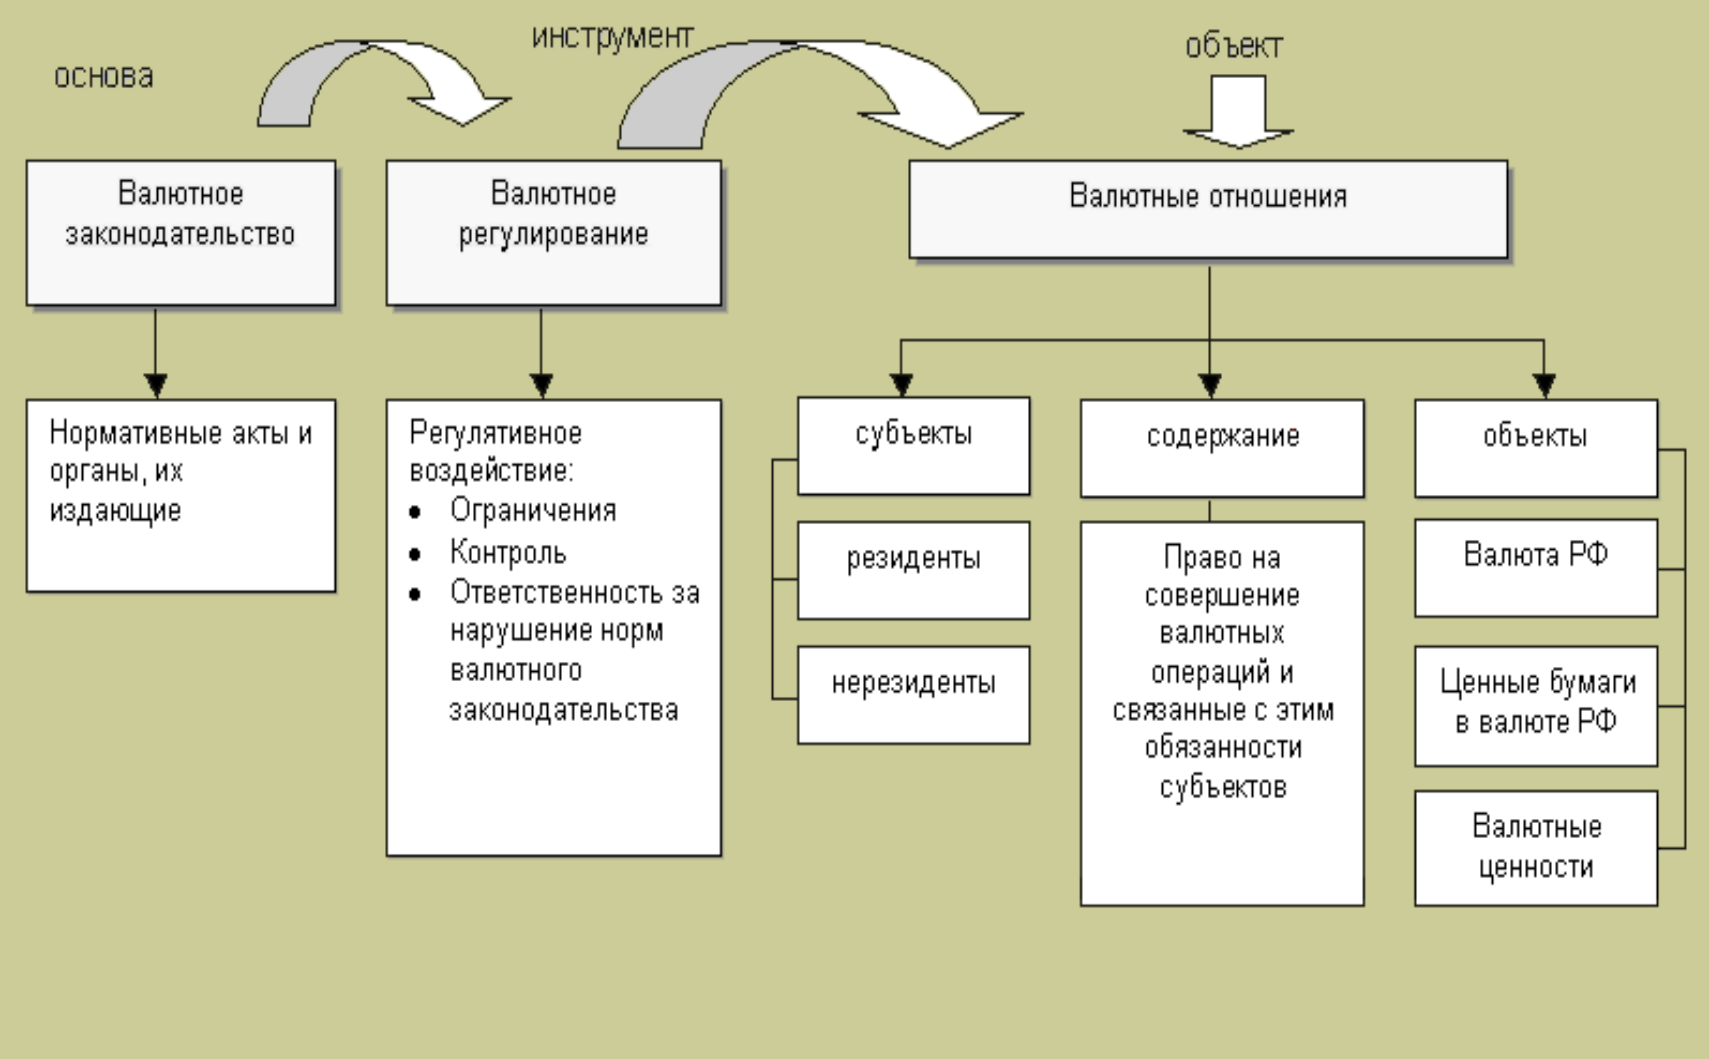 основа
инструмент
объект
Валютное
законодательство
Валютное
регулирование
Валютные отношения
Нормативные акты и
органы, их
издающие
Регулятивное
воздействие:
• Ограничения
• Контроль
• Ответственность за
нарушение норм
валютного
законодательства
субъекты
резиденты
нерезиденты
содержание
Право на
совершение
валютных
операций и
связанные с этим
обязанности
субъектов
объекты
Валюта РФ
Ценные бумаги
в валюте РФ
Валютные
ценности